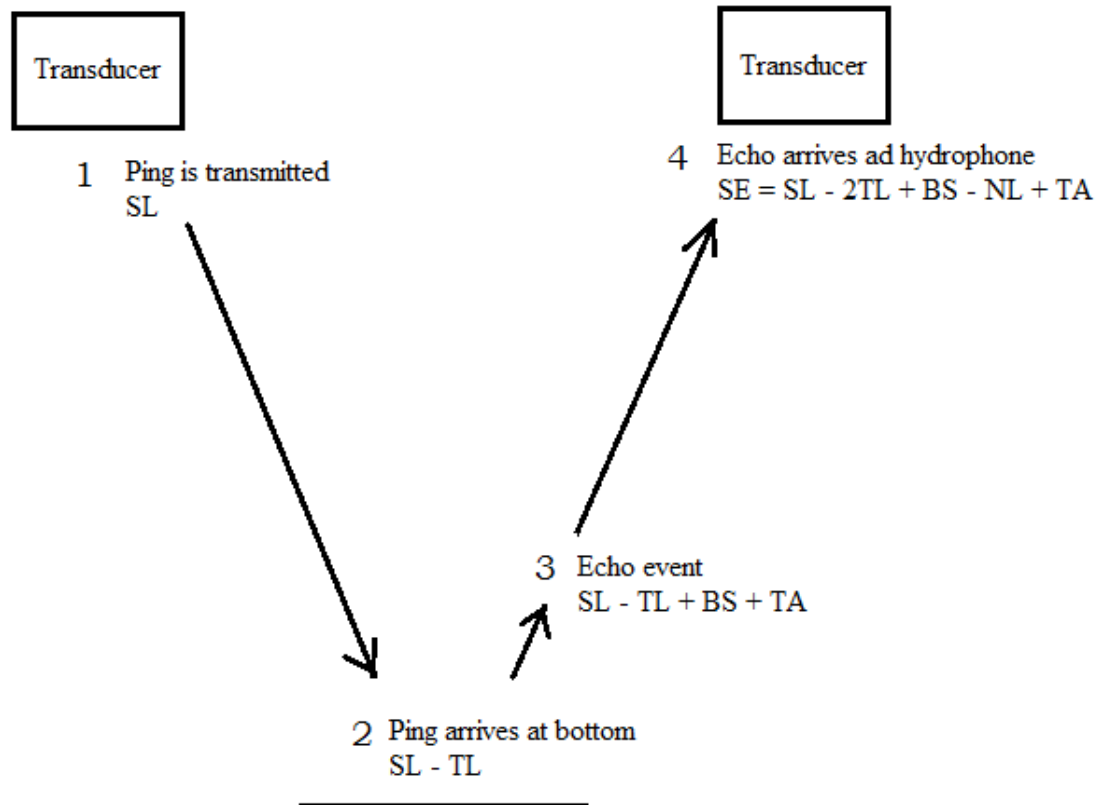 Transducer
Transducer
1 Ping is transmitted
SL
4 Echo arrives ad hydrophone
SE = SL - 2TL + BS - NL + TA
3 Echo event
SL - TL + BS + TA
2 Ping arrives at bottom
SL - TL